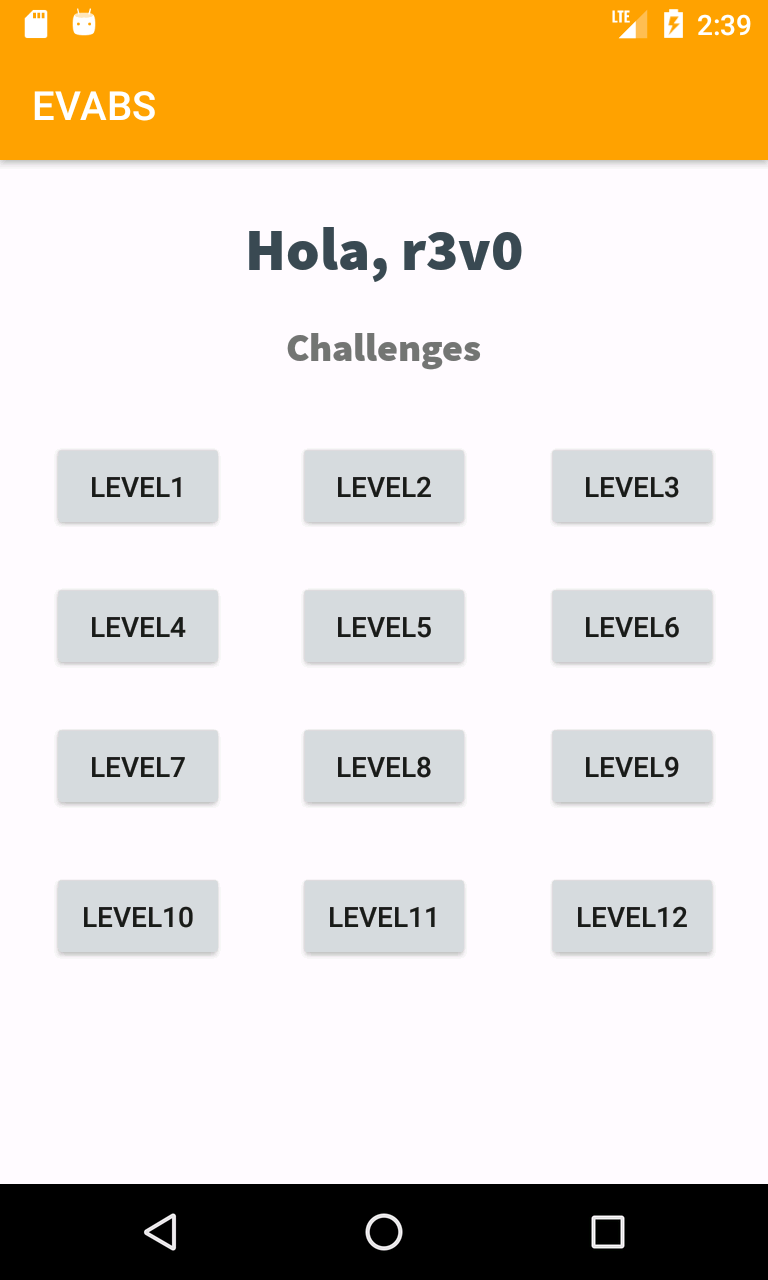 LTE 2:39
EVABS
Hola, r3v0
Challenges
LEVEL1 LEVEL2 LEVEL3
LEVEL4 LEVEL5 LEVEL6
LEVEL7 LEVEL8 LEVEL9
LEVEL10 LEVEL11 LEVEL12